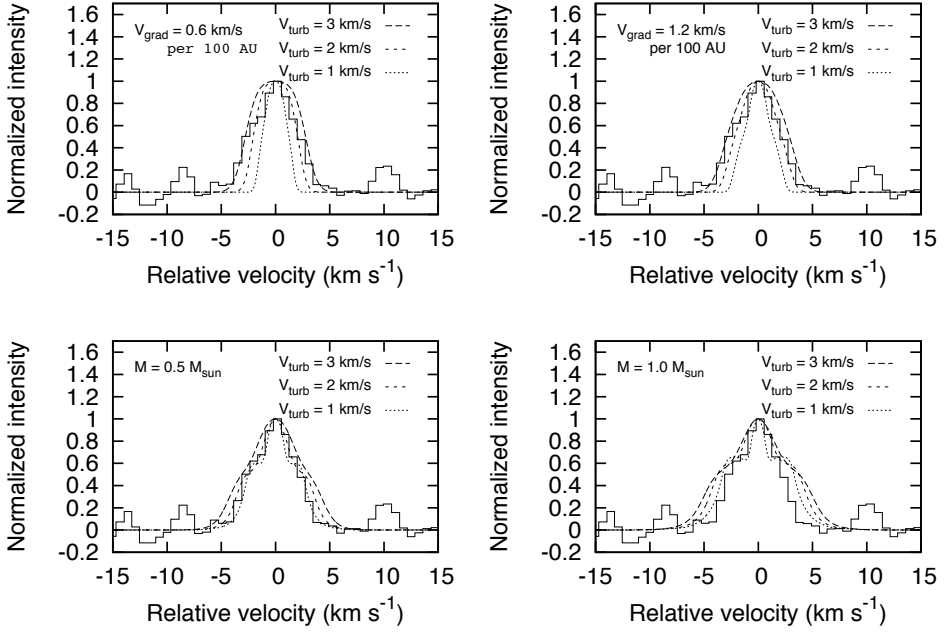 V_grad = 0.6 km/s
per 100 AU
V_turb = 3 km/s
V_turb = 2 km/s
V_turb = 1 km/s
1.6
1.4
1.2
1
0.8
0.6
0.4
0.2
0
-0.2
Normalized intensity
-15 -10 -5 0 5 10 15
Relative velocity (km s^-1)
V_grad = 1.2 km/s
per 100 AU
V_turb = 3 km/s
V_turb = 2 km/s
V_turb = 1 km/s
1.6
1.4
1.2
1
0.8
0.6
0.4
0.2
0
-0.2
Normalized intensity
-15 -10 -5 0 5 10 15
Relative velocity (km s^-1)
M = 0.5 M_sun
V_turb = 3 km/s
V_turb = 2 km/s
V_turb = 1 km/s
1.6
1.4
1.2
1
0.8
0.6
0.4
0.2
0
-0.2
Normalized intensity
-15 -10 -5 0 5 10 15
Relative velocity (km s^-1)
M = 1.0 M_sun
V_turb = 3 km/s
V_turb = 2 km/s
V_turb = 1 km/s
1.6
1.4
1.2
1
0.8
0.6
0.4
0.2
0
-0.2
Normalized intensity
-15 -10 -5 0 5 10 15
Relative velocity (km s^-1)